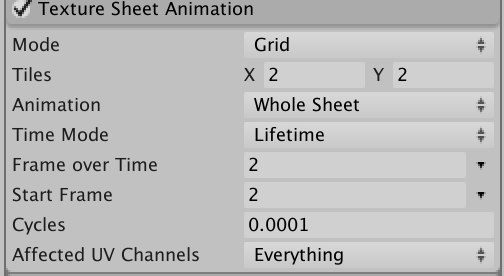 Texture Sheet Animation
Mode Grid
Tiles X 2 Y 2
Animation Whole Sheet
Time Mode Lifetime
Frame over Time 2
Start Frame 2
Cycles 0.0001
Affected UV Channels Everything